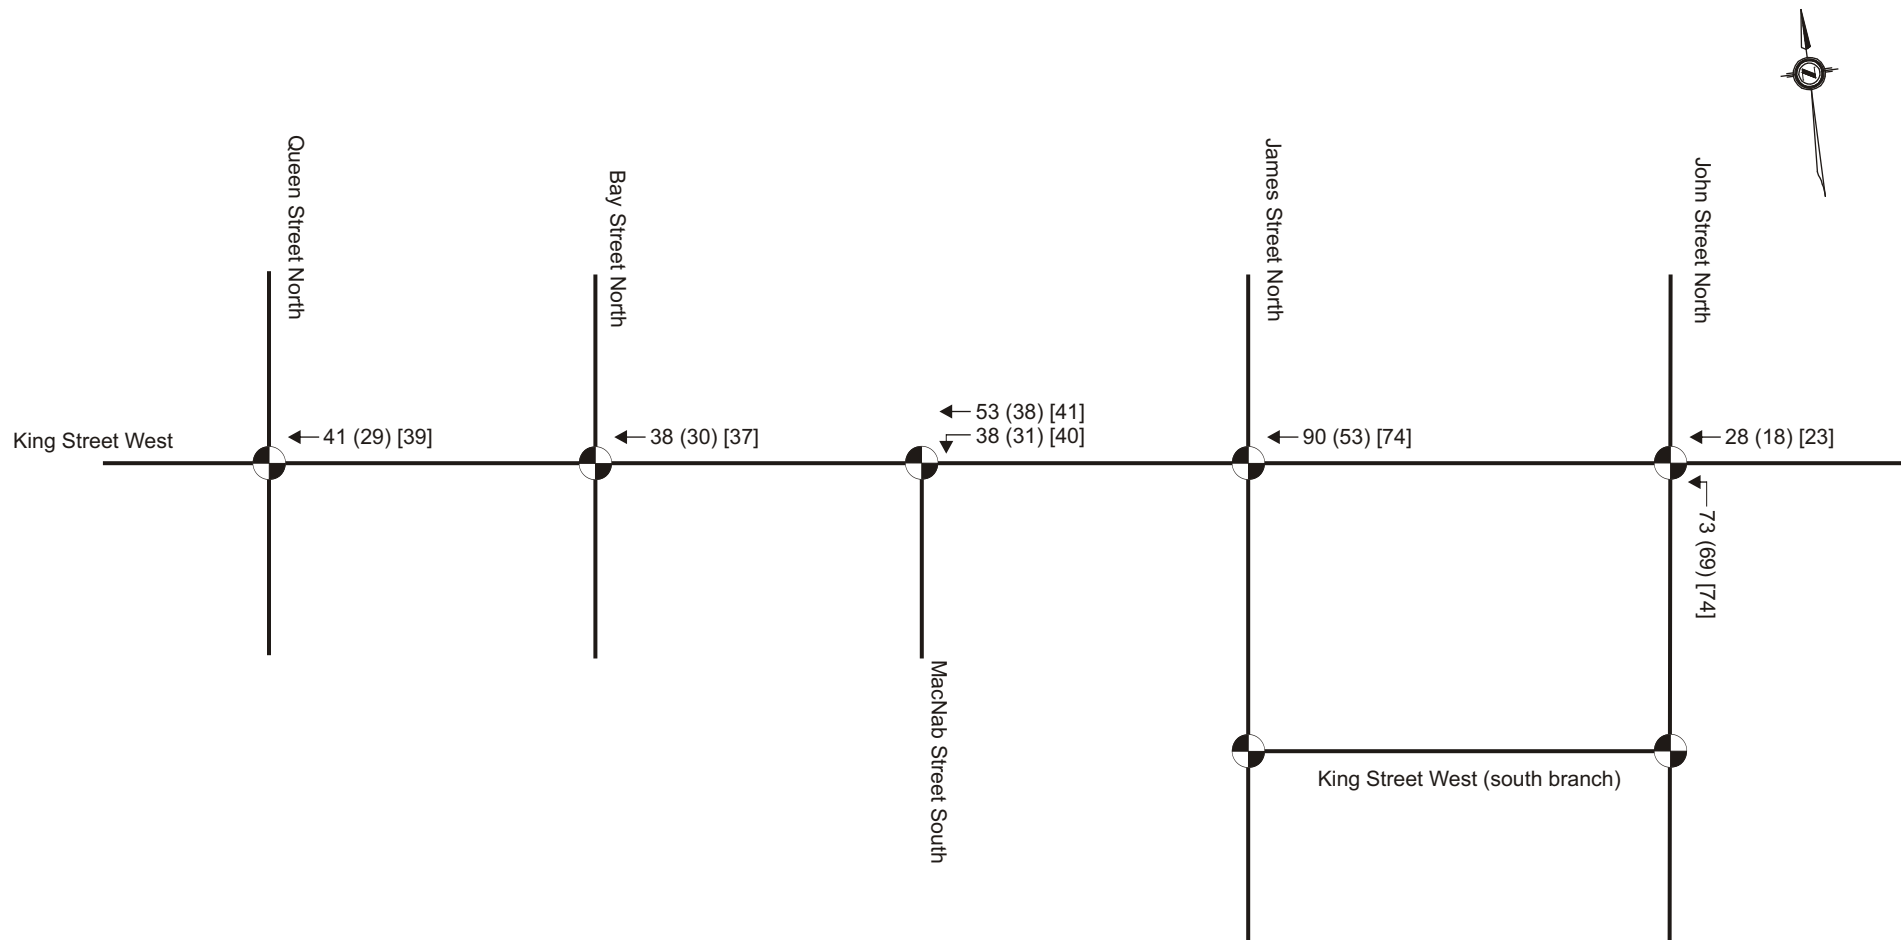 Queen Street North
Bay Street North
James Street North
John Street North
King Street West
41 (29) [39]
38 (30) [37]
53 (38) [41]
38 (31) [40]
90 (53) [74]
28 (18) [23]
73 (69) [74]
MacNab Street South
King Street West (south branch)
Z